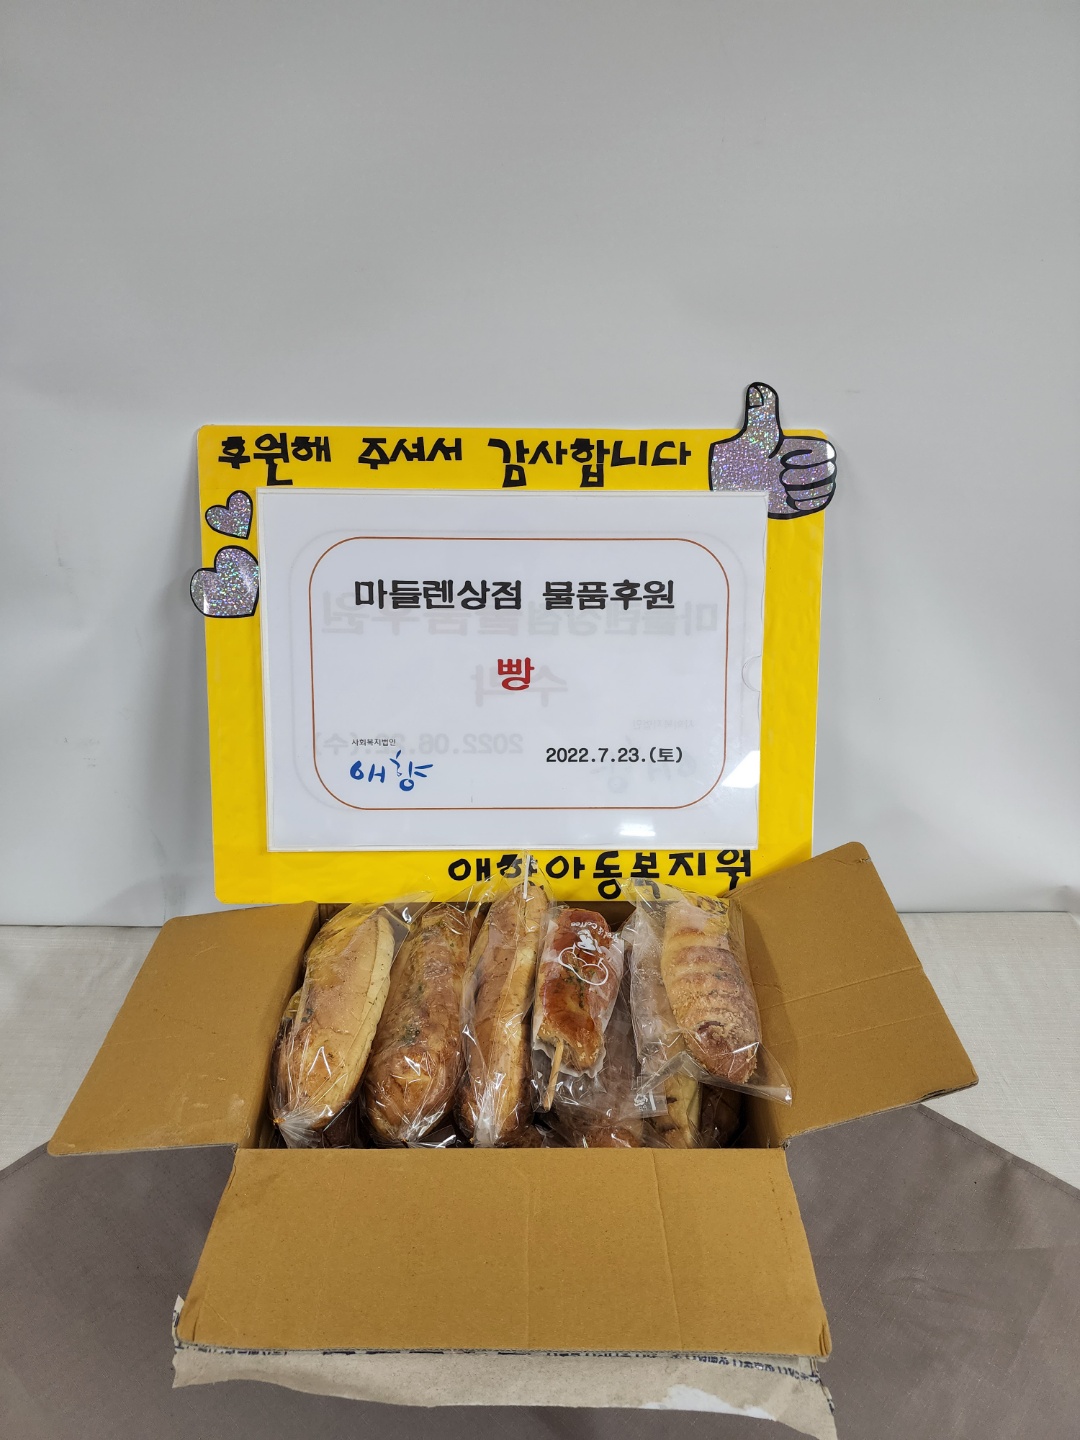 후원해 주셔서 감사합니다
마들렌상점 물품후원
빵
사회복지법인
애향
2022.7.23.(토)
애향아동복지원